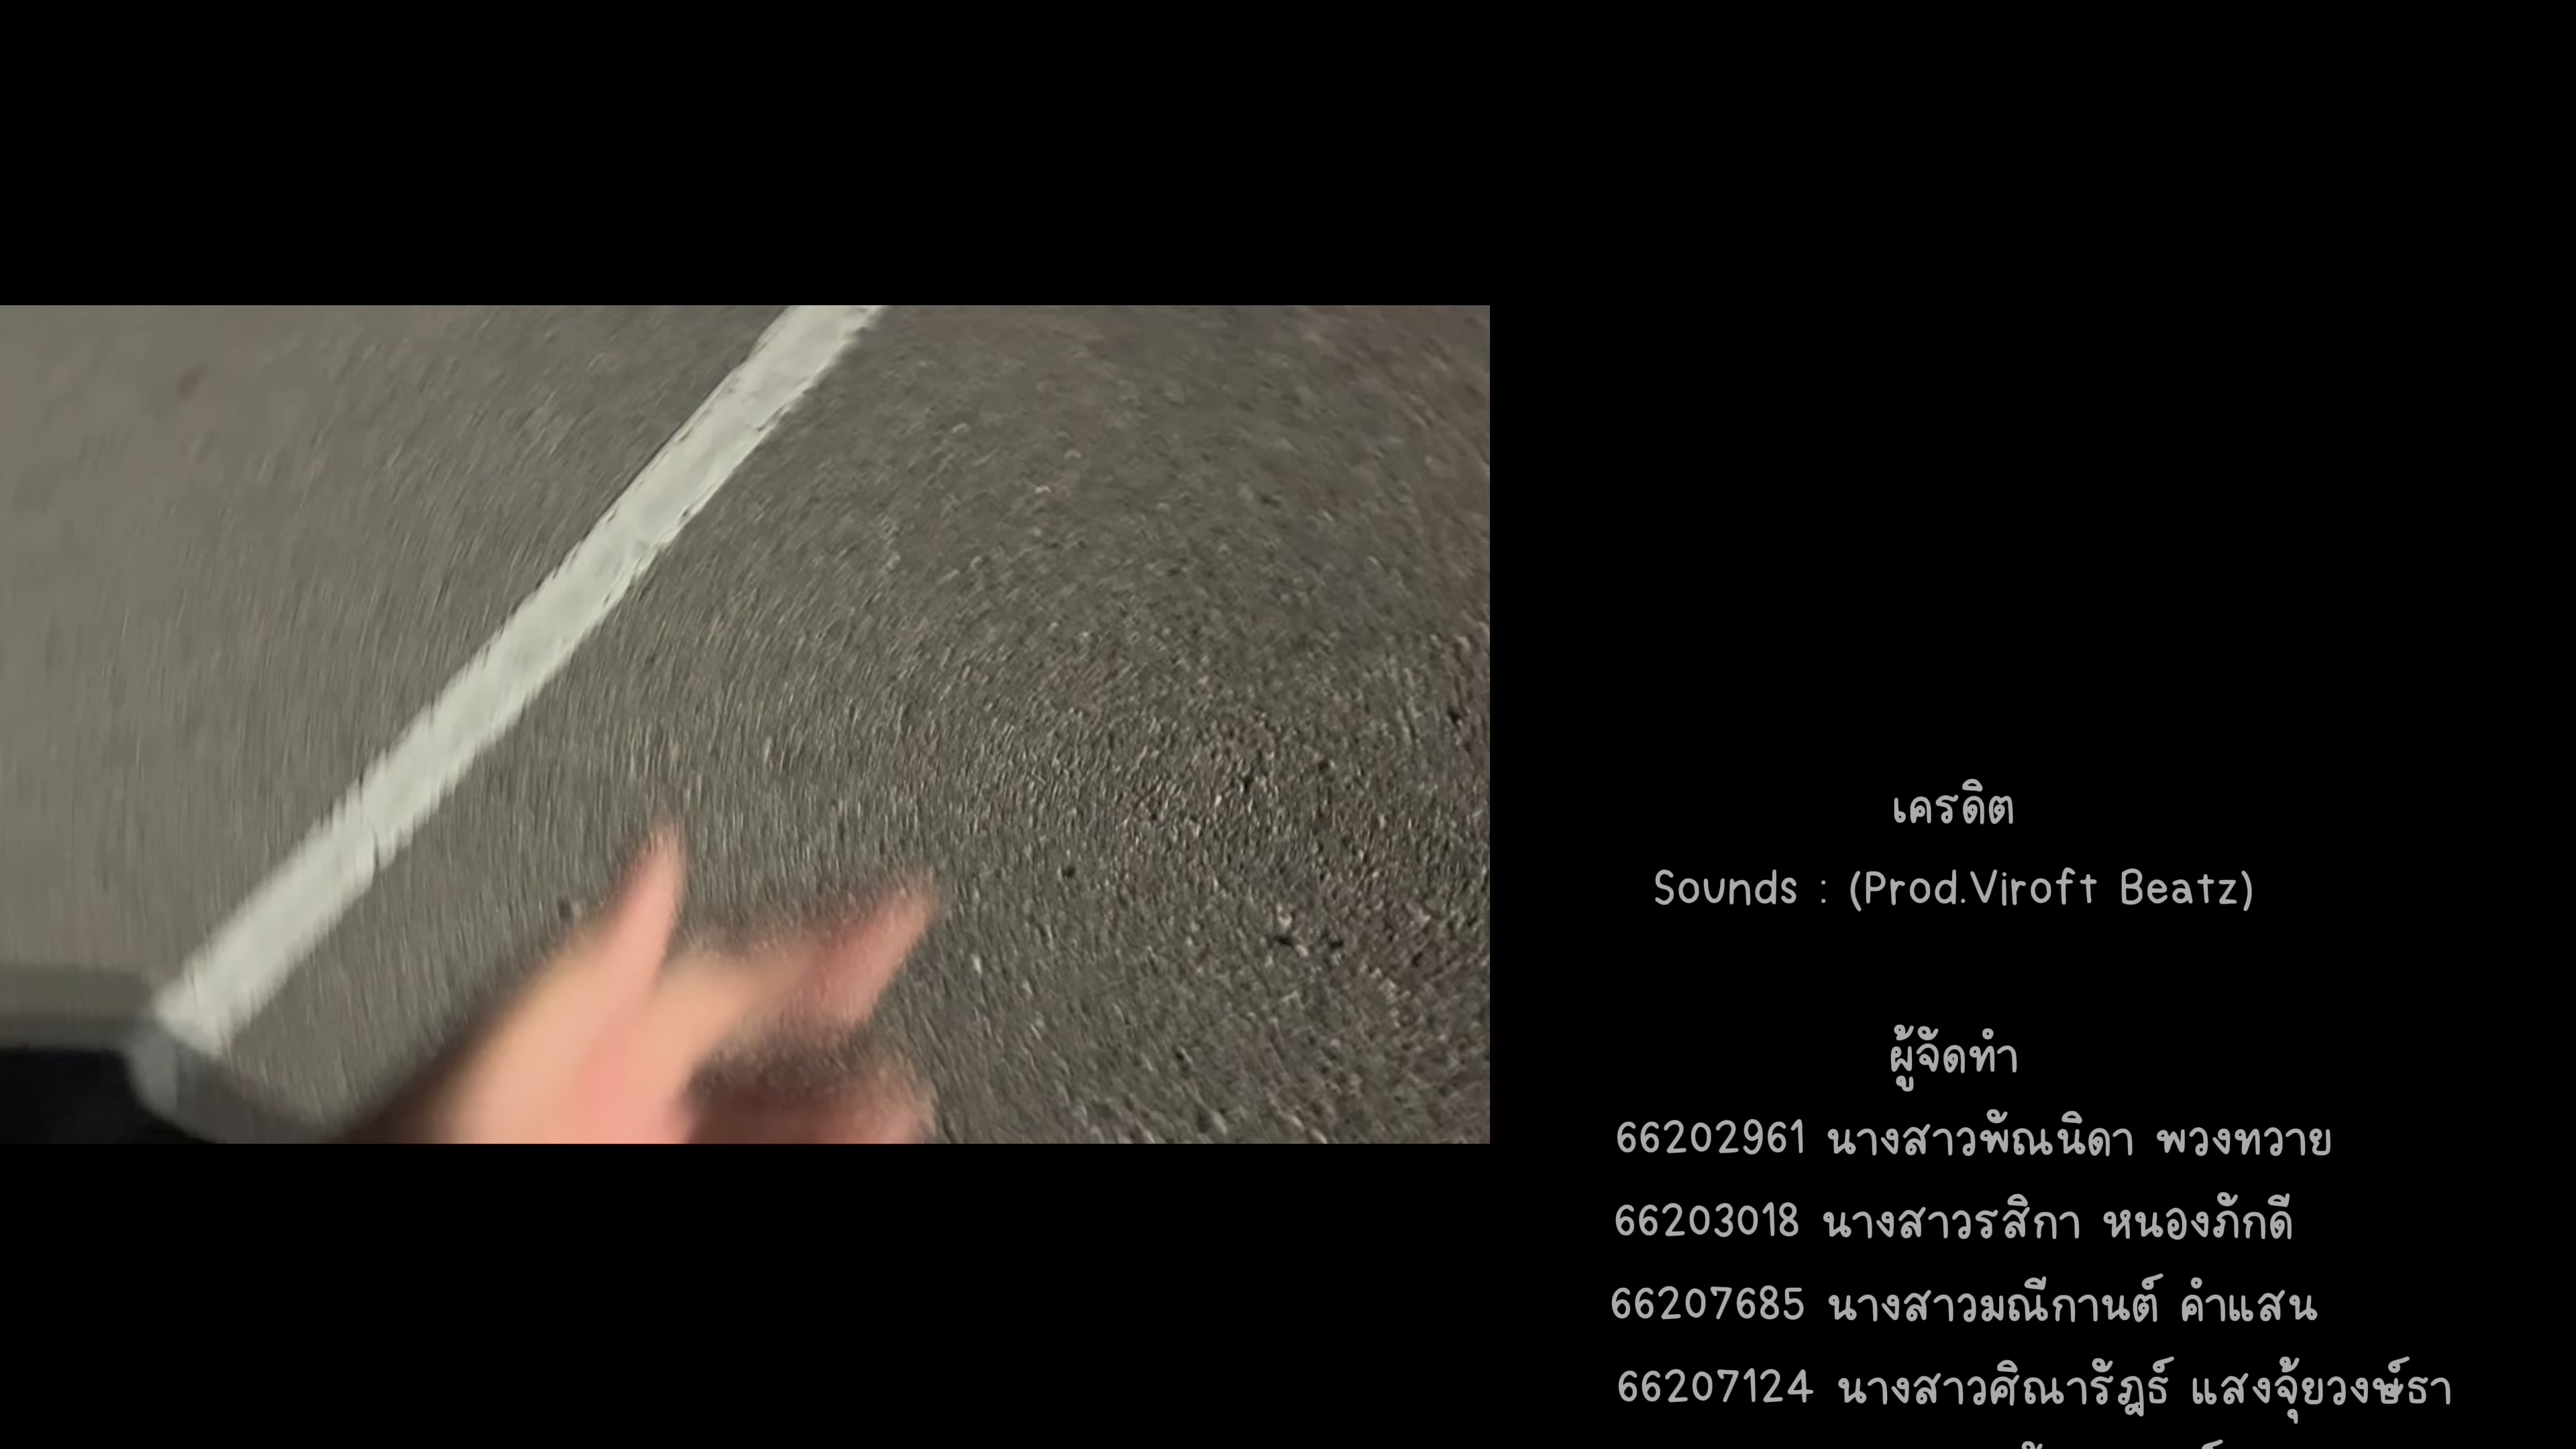 เครดิต
Sounds : (Prod.Viroft Beatz)
ผู้จัดทำ
66202961 นางสาวพัณนิดา พวงทวาย
66203018 นางสาวรสิกา หนองภักดี
66207685 นางสาวมณีกานต์ คำแสน
66207124 นางสาวศิณารัฎร์ แสงจุ้ยวงษ์ธา